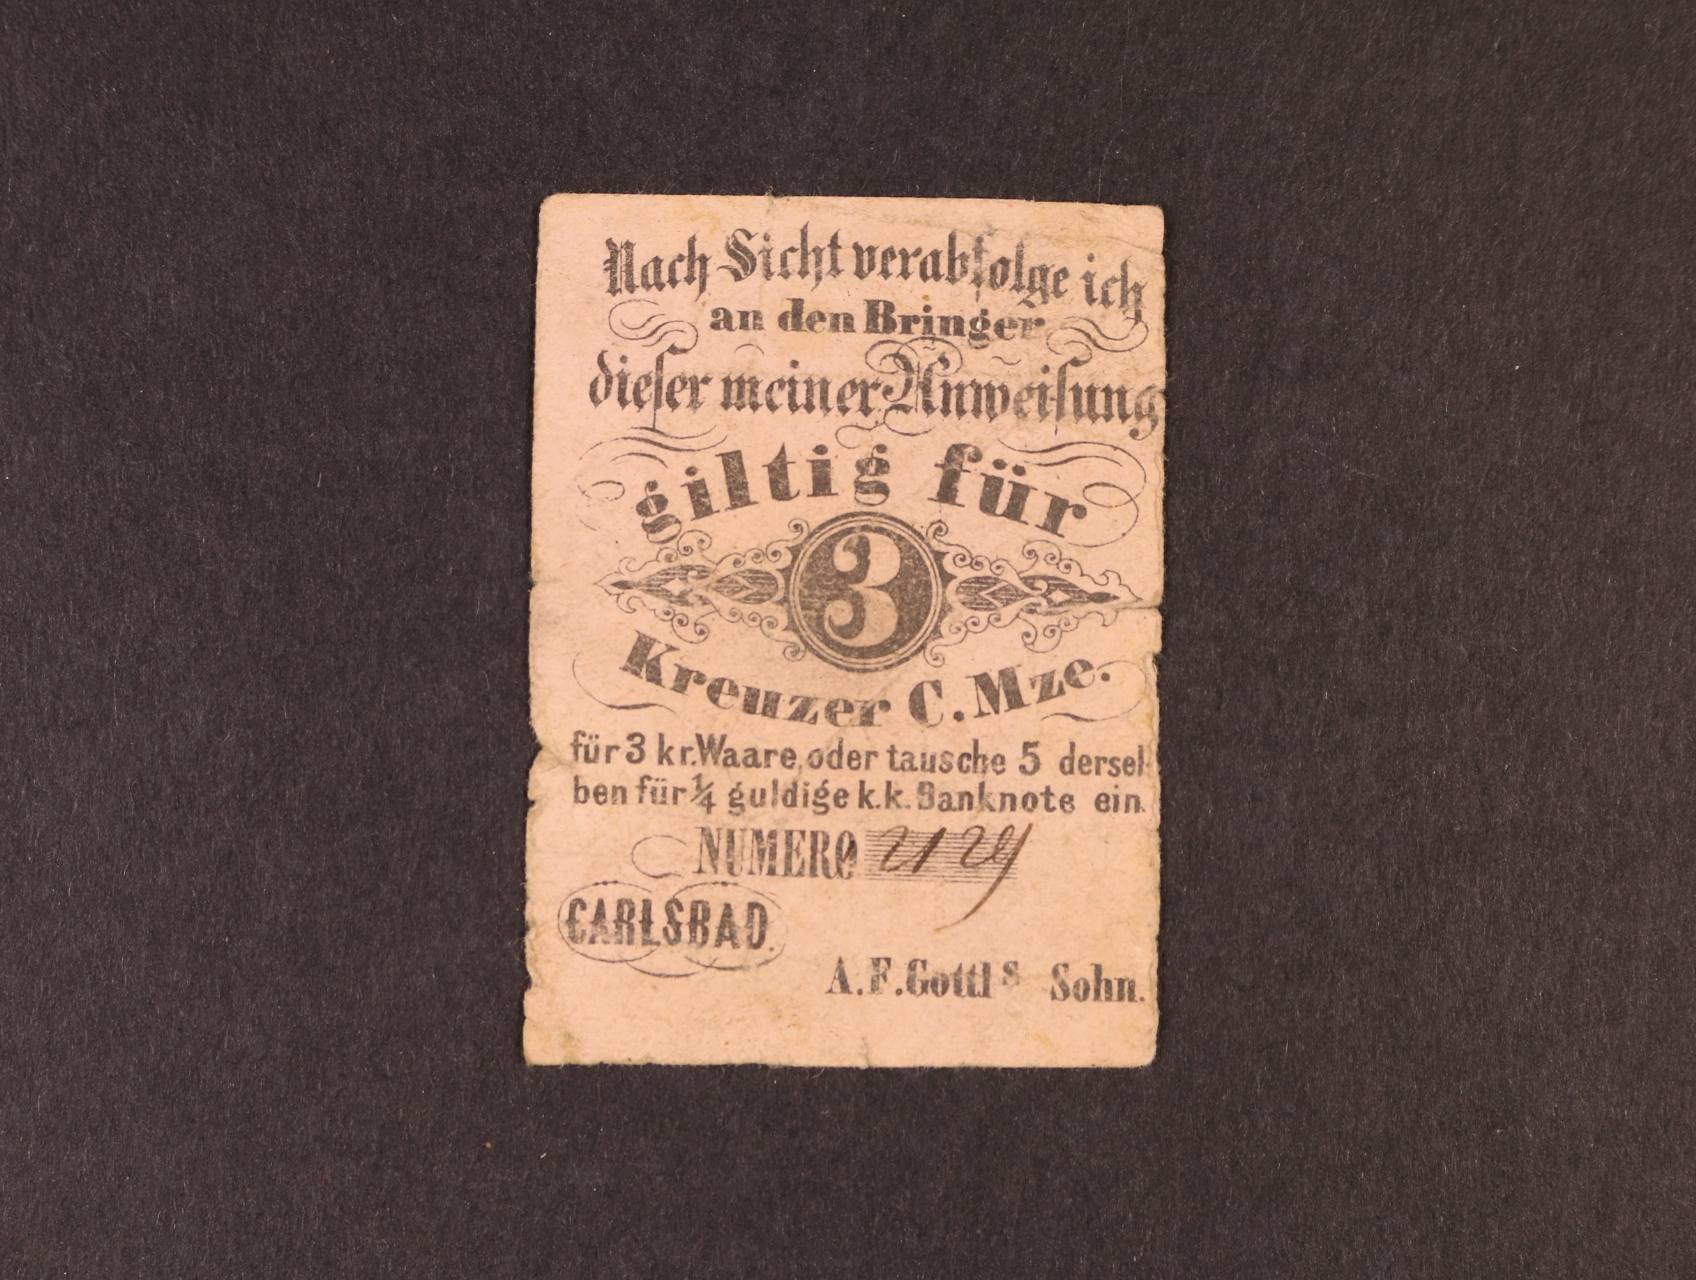 Nach Sicht verabfolge ich
an den Bringer
dieser meiner Anweisung
giltig für
3
Kreuzer C. Mze.
für 3 kr. Waare, oder tausche 5 dersel-
ben für ¼ guldige k. k. Banknote ein.
NUMERO 2129
CARLSBAD.
A. F. Gottl s Sohn.